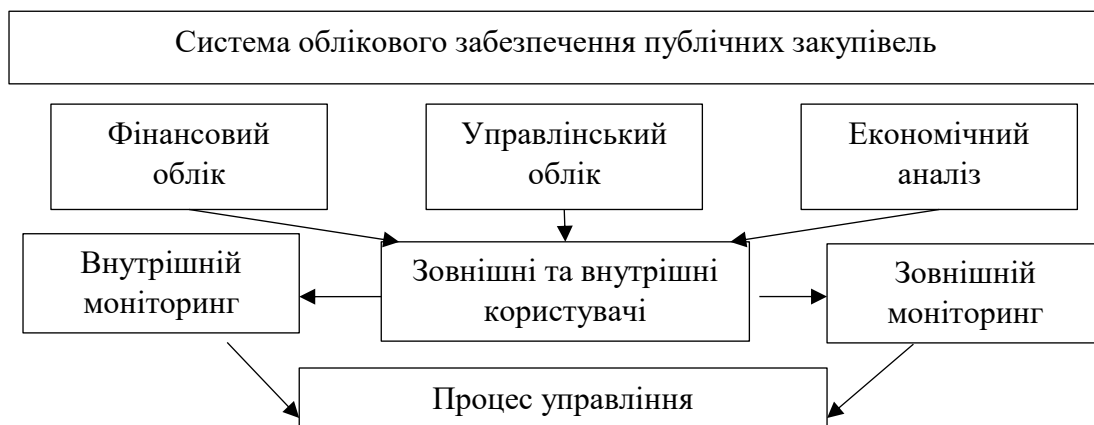 Система облікового забезпечення публічних закупівель
Фінансовий
облік
Управлінський
облік
Економічний
аналіз
Внутрішній
моніторинг
Зовнішні та внутрішні
користувачі
Зовнішній
моніторинг
Процес управління